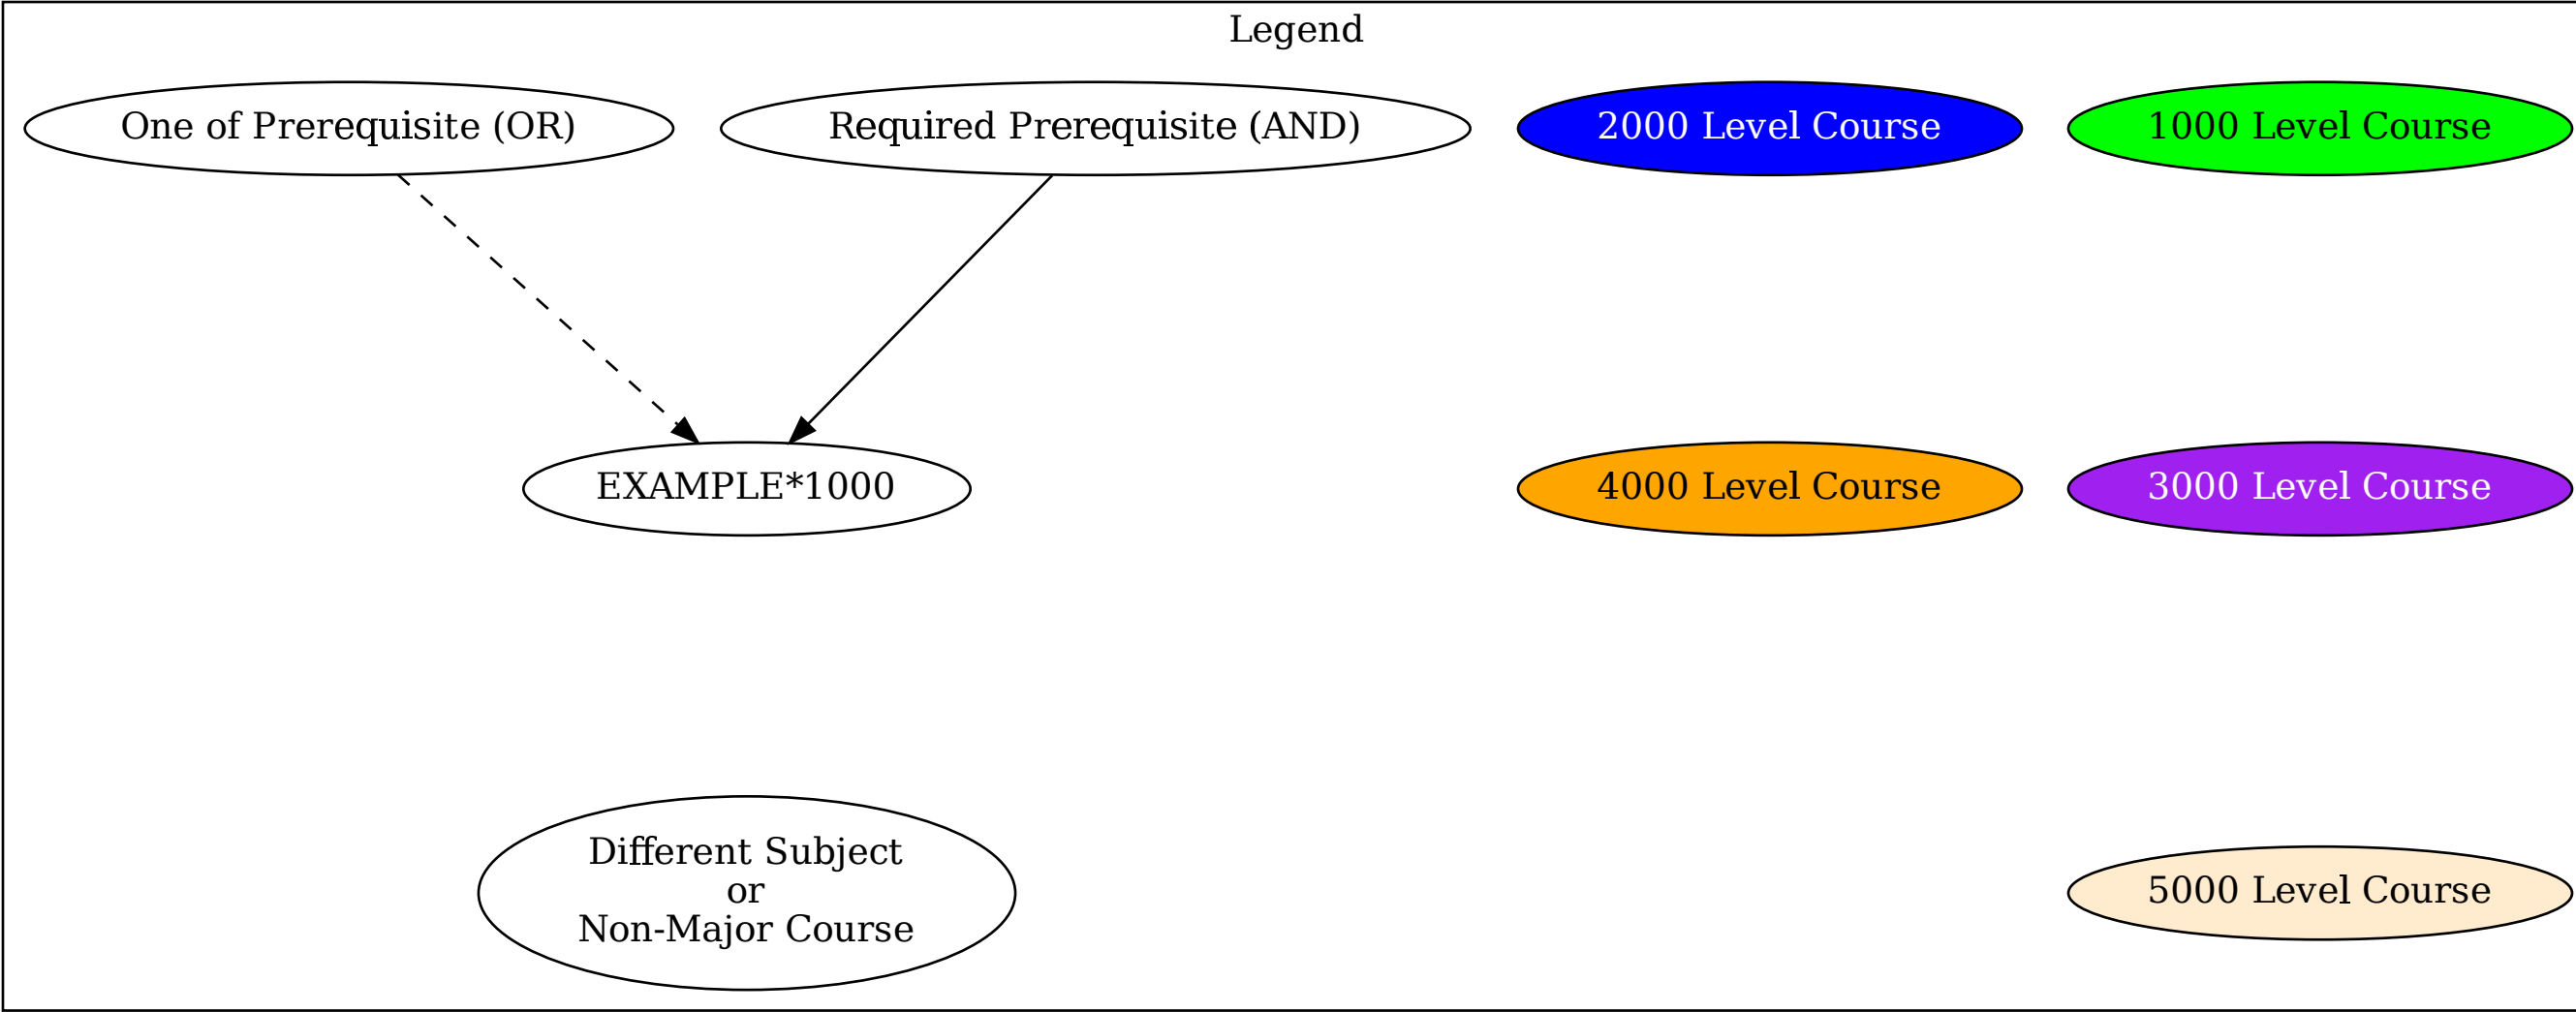 Legend
One of Prerequisite (OR)
Required Prerequisite (AND)
2000 Level Course
1000 Level Course
EXAMPLE*1000
4000 Level Course
3000 Level Course
Different Subject
or
Non-Major Course
5000 Level Course